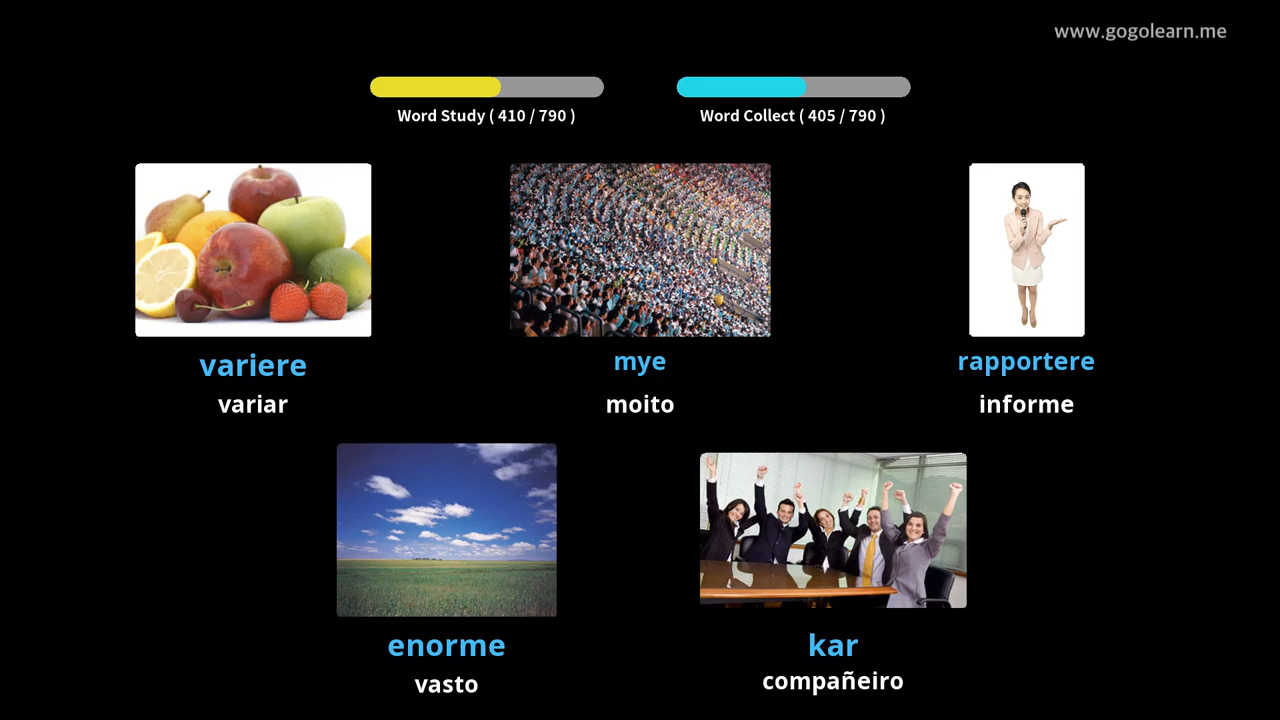 www.gogolearn.me
Word Study ( 410 / 790 )
Word Collect ( 405 / 790 )
variere
mye
rapportere
variar
moito
informe
enorme
kar
vasto
compañeiro